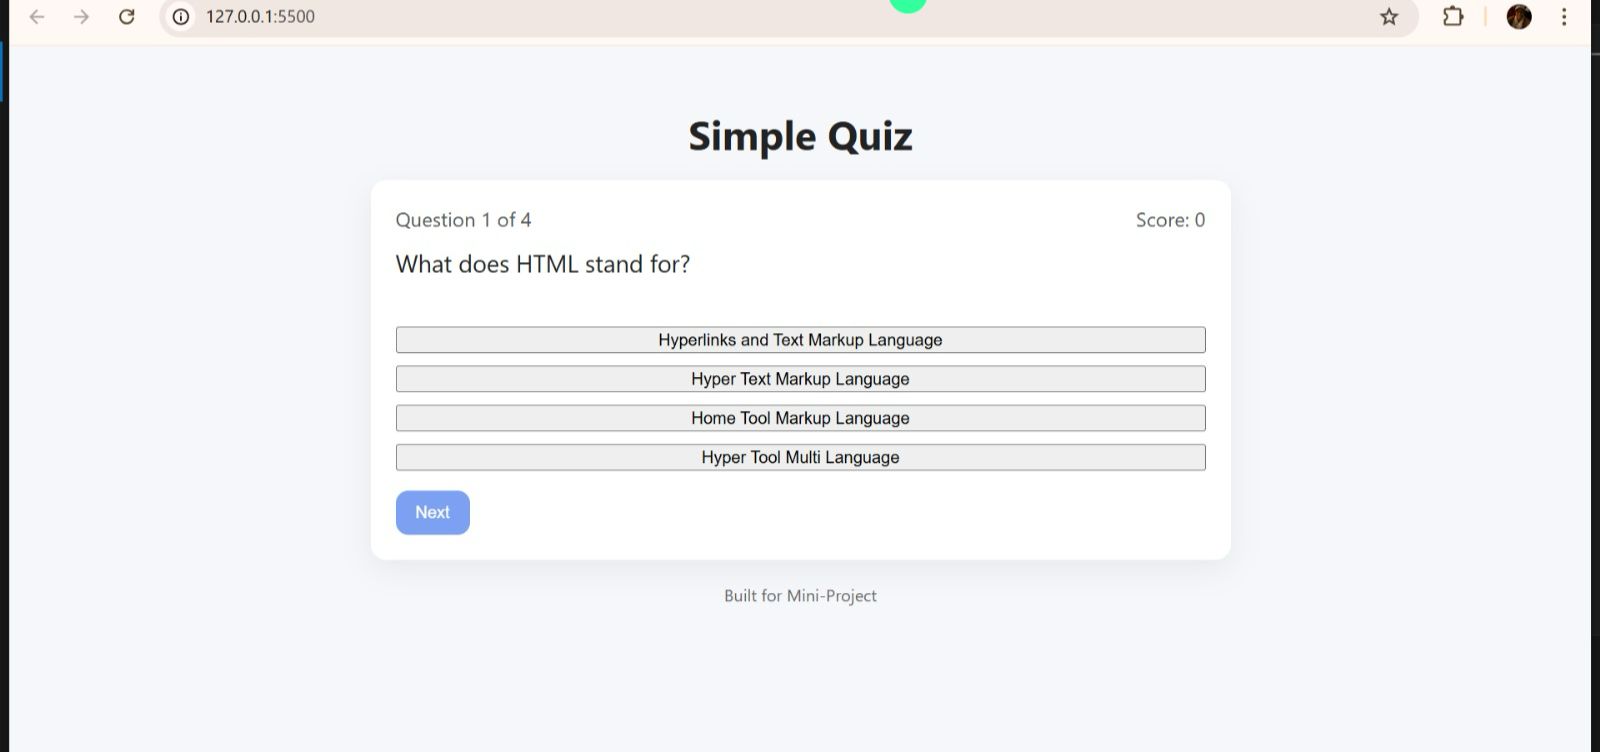 127.0.0.1:5500
Simple Quiz
Question 1 of 4
Score: 0
What does HTML stand for?
Hyperlinks and Text Markup Language
Hyper Text Markup Language
Home Tool Markup Language
Hyper Tool Multi Language
Next
Built for Mini-Project